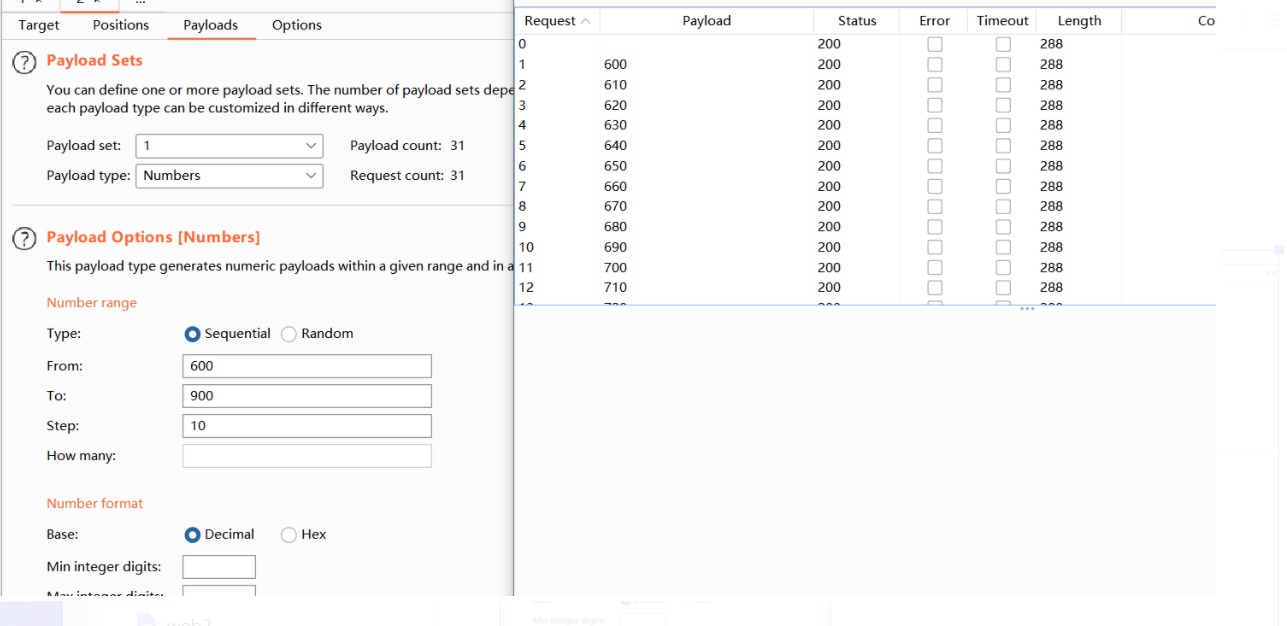 Target Positions Payloads Options
Payload Sets
You can define one or more payload sets. The number of payload sets depe
each payload type can be customized in different ways.
Payload set: 1 Payload count: 31
Payload type: Numbers Request count: 31
Payload Options [Numbers]
This payload type generates numeric payloads within a given range and in a
Number range
Type: Sequential Random
From: 600
To: 900
Step: 10
How many:
Number format
Base: Decimal Hex
Min integer digits:
Max integer digits:
Request Payload Status Error Timeout Length Co
0 200 288
1 600 200 288
2 610 200 288
3 620 200 288
4 630 200 288
5 640 200 288
6 650 200 288
7 660 200 288
8 670 200 288
9 680 200 288
10 690 200 288
11 700 200 288
12 710 200 288
web2
Min integer digits: